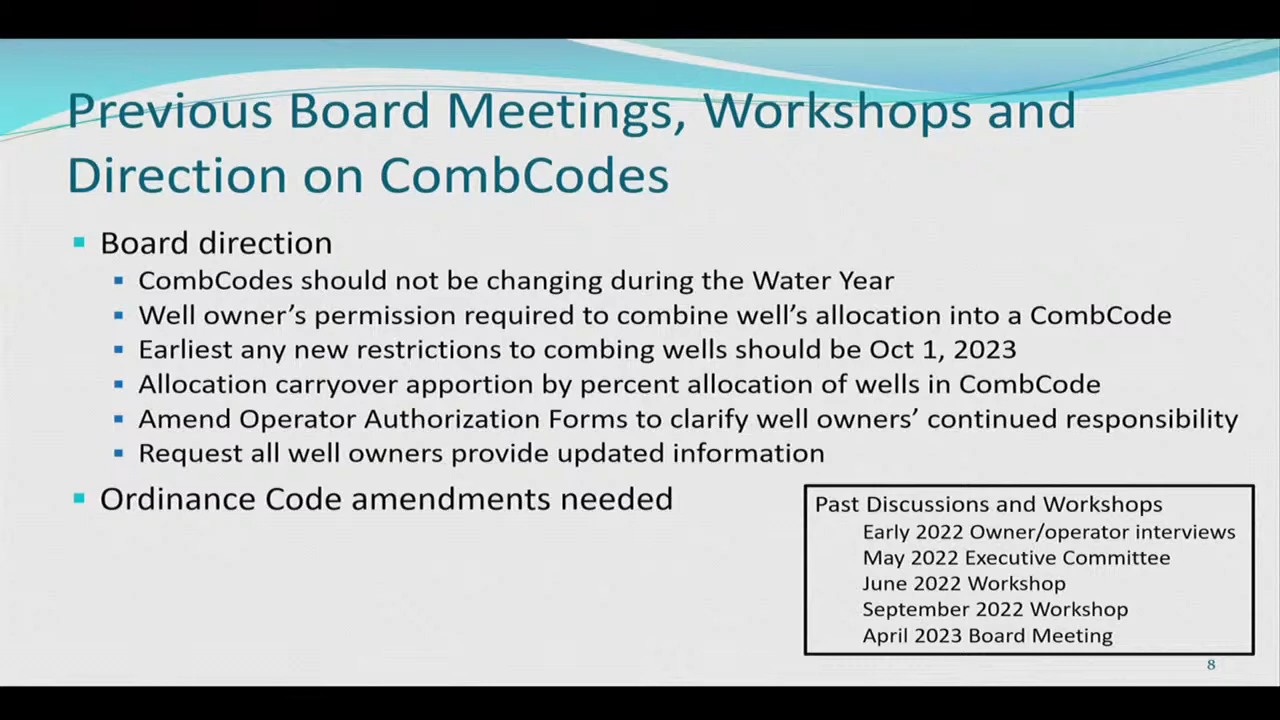 Previous Board Meetings, Workshops and
Direction on CombCodes
Board direction
CombCodes should not be changing during the Water Year
Well owner’s permission required to combine well’s allocation into a CombCode
Earliest any new restrictions to combing wells should be Oct 1, 2023
Allocation carryover apportion by percent allocation of wells in CombCode
Amend Operator Authorization Forms to clarify well owners’ continued responsibility
Request all well owners provide updated information
Ordinance Code amendments needed
Past Discussions and Workshops
Early 2022 Owner/operator interviews
May 2022 Executive Committee
June 2022 Workshop
September 2022 Workshop
April 2023 Board Meeting
8